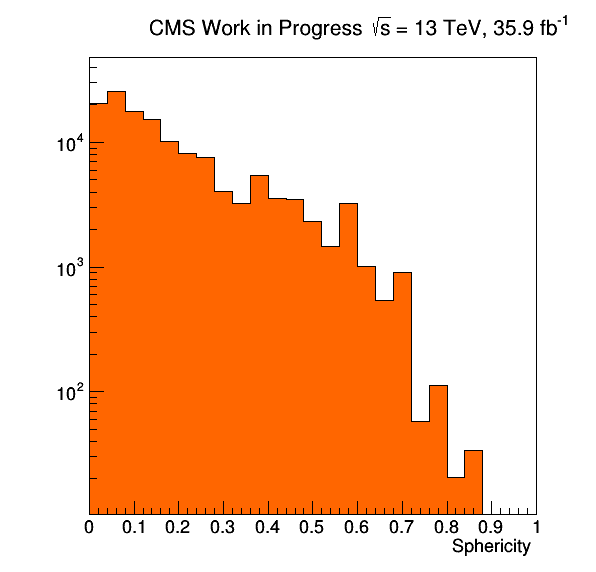 CMS Work in Progress √s = 13 TeV, 35.9 fb⁻¹
10⁴
10³
10²
0 0.1 0.2 0.3 0.4 0.5 0.6 0.7 0.8 0.9 1
Sphericity